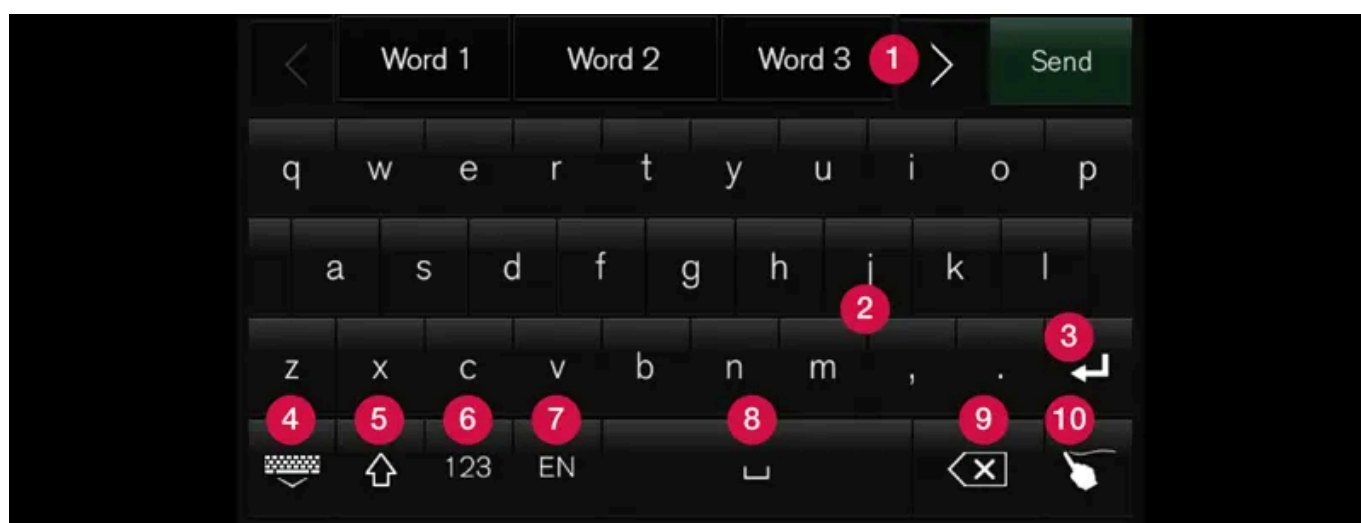 Word 1 Word 2 Word 3 1 Send
q w e r t y u i o p
a s d f g h j k l
2 3
z x c v b n m , .
4 5 6 7 8 9 10
123 EN